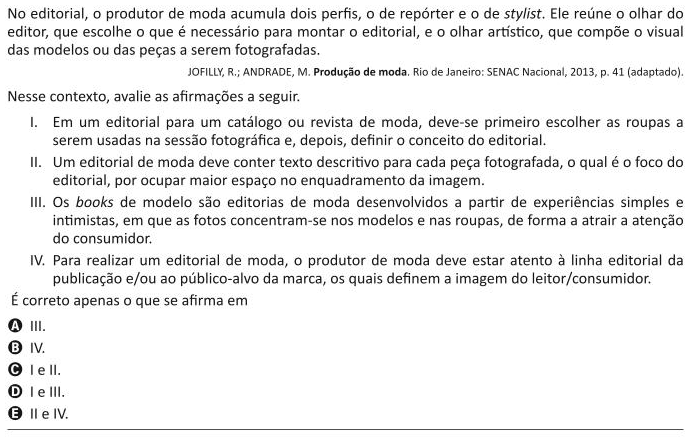 No editorial, o produtor de moda acumula dois perfis, o de repórter e o de stylist. Ele reúne o olhar do
editor, que escolhe o que é necessário para montar o editorial, e o olhar artístico, que compõe o visual
das modelos ou das peças a serem fotografadas.
JOFILLY, R.; ANDRADE, M. Produção de moda. Rio de Janeiro: SENAC Nacional, 2013, p. 41 (adaptado).
Nesse contexto, avalie as afirmações a seguir.
I. Em um editorial para um catálogo ou revista de moda, deve-se primeiro escolher as roupas a
serem usadas na sessão fotográfica e, depois, definir o conceito do editorial.
II. Um editorial de moda deve conter texto descritivo para cada peça fotografada, o qual é o foco do
editorial, por ocupar maior espaço no enquadramento da imagem.
III. Os books de modelo são editorias de moda desenvolvidos a partir de experiências simples e
intimistas, em que as fotos concentram-se nos modelos e nas roupas, de forma a atrair a atenção
do consumidor.
IV. Para realizar um editorial de moda, o produtor de moda deve estar atento à linha editorial da
publicação e/ou ao público-alvo da marca, os quais definem a imagem do leitor/consumidor.
É correto apenas o que se afirma em
A III.
B IV.
C I e II.
D I e III.
E II e IV.